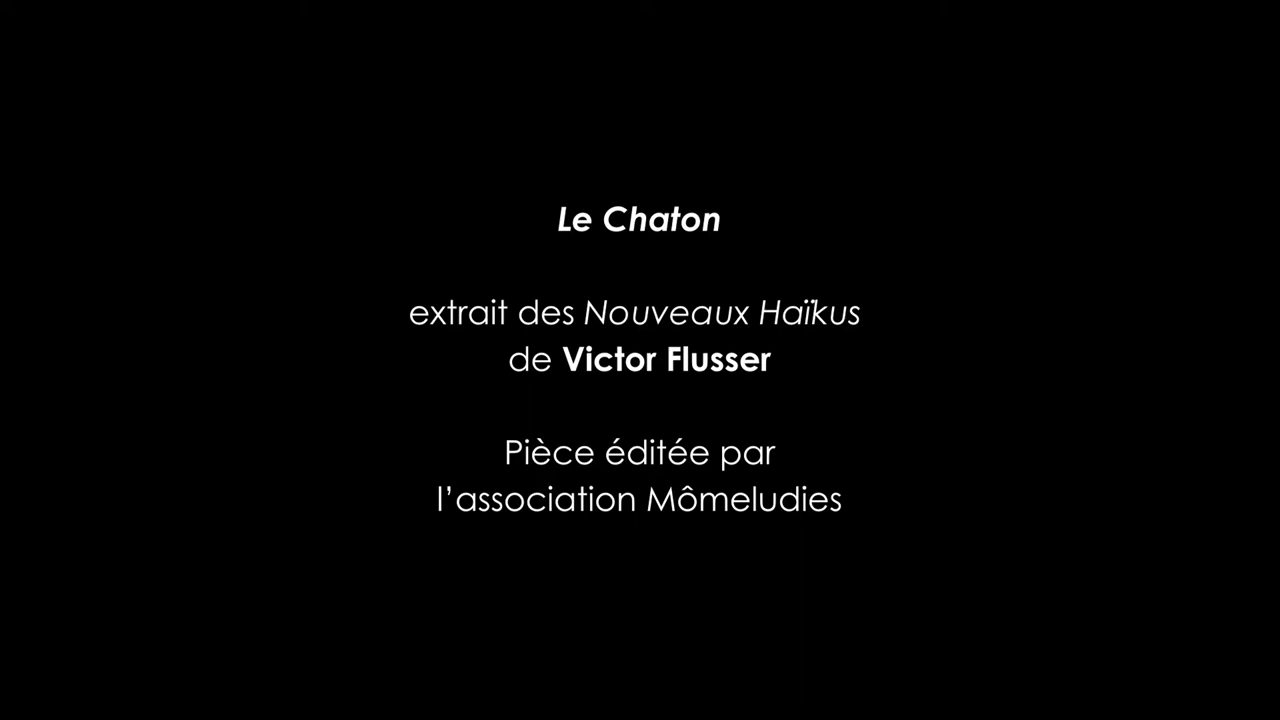 Le Chaton
extrait des Nouveaux Haïkus
de Victor Flusser
Pièce éditée par
l’association Mômeludies